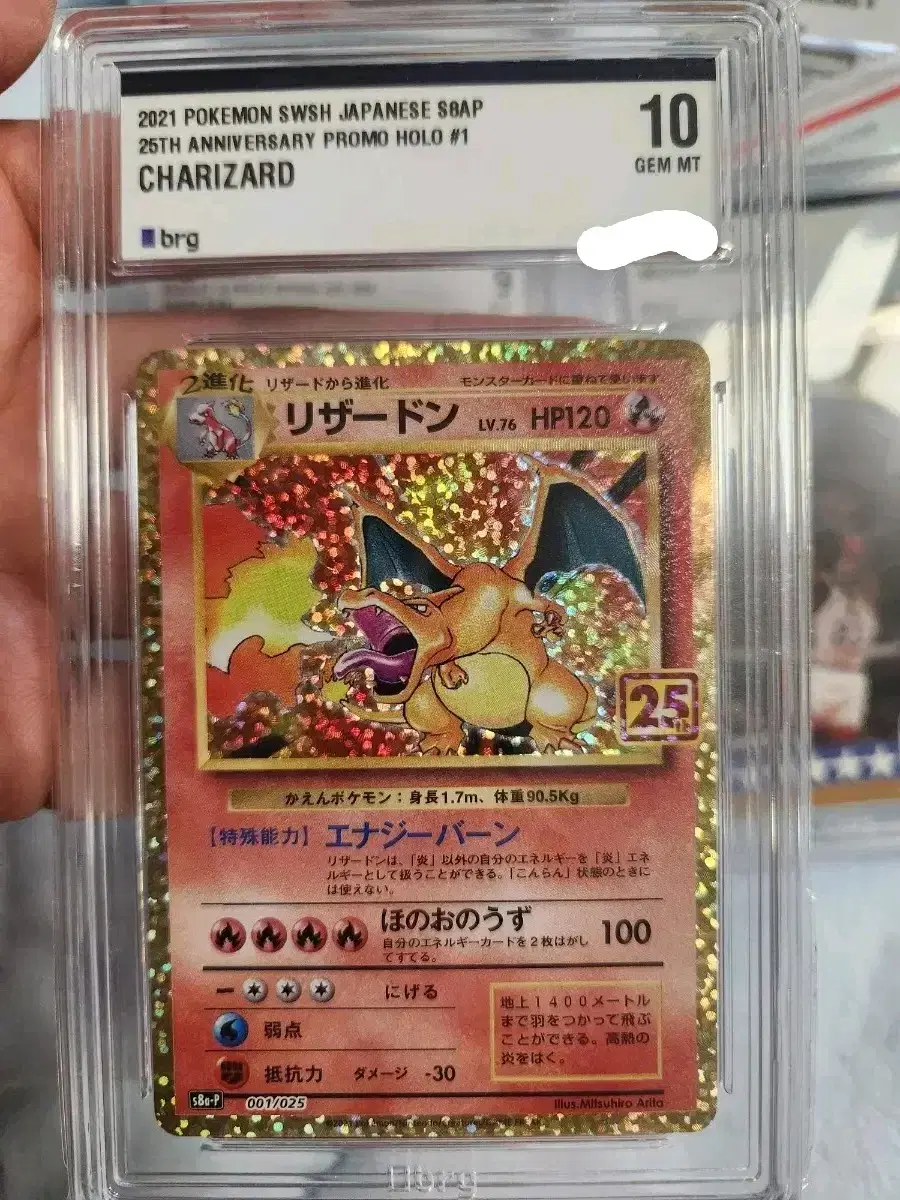 2021 POKEMON SWSH JAPANESE S8AP
25TH ANNIVERSARY PROMO HOLO #1
CHARIZARD
10
GEM MT
brg
2進化 リザードから進化 モンスターカードに重ねて使います
リザードン LV.76 HP120
25th
かえんポケモン：身長1.7m、体重90.5Kg
【特殊能力】エナジーバーン
リザードンは、「炎」以外の自分のエネルギーを「炎」エネ
ルギーとして扱うことができる。「こんらん」状態のときに
は使えない。
ほのおのうず 100
自分のエネルギーカードを2枚はがし
てすてる。
にげる
弱点
抵抗力 ダメージ -30
地上1400メートル
まで羽をつかって飛ぶ
ことができる。高熱の
炎をはく。
s8a-P 001/025
Illus.Mitsuhiro Arita
brg